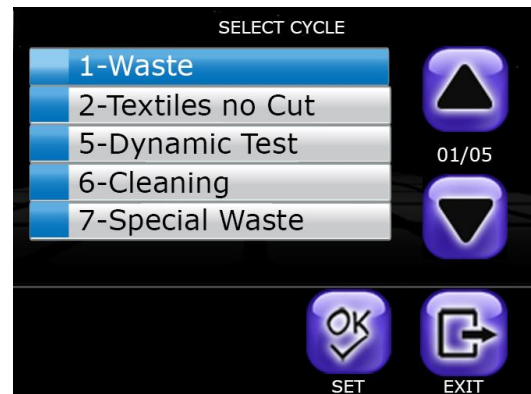 SELECT CYCLE
1-Waste
2-Textiles no Cut
5-Dynamic Test
6-Cleaning
7-Special Waste
01/05
OK
SET
EXIT